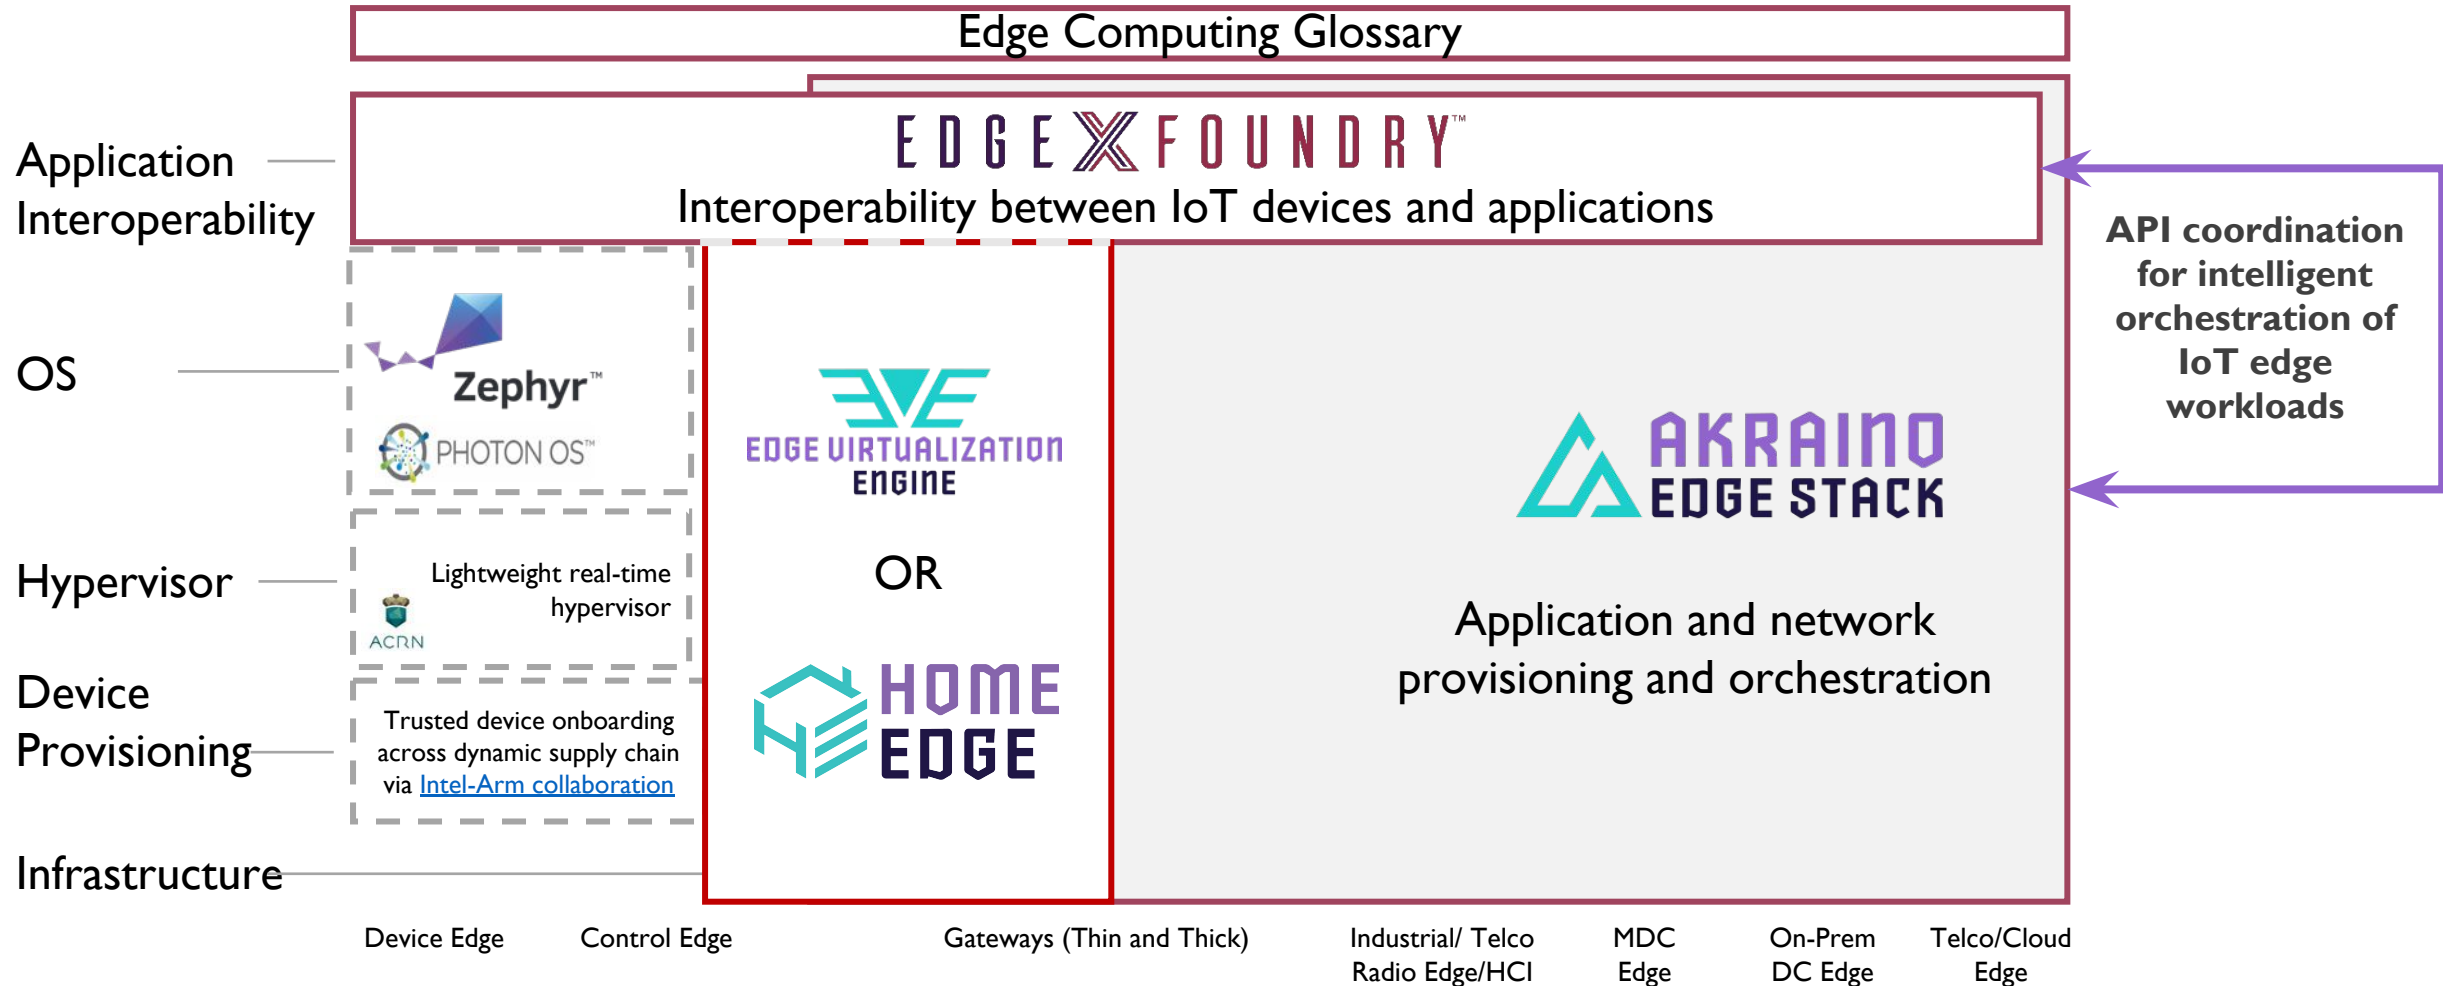 Edge Computing Glossary
EDGE X FOUNDRY™
Interoperability between IoT devices and applications
Application
Interoperability
OS
Hypervisor
Device
Provisioning
Infrastructure
Zephyr™
PHOTON OS™
Lightweight real-time
hypervisor
ACRN
Trusted device onboarding
across dynamic supply chain
via Intel-Arm collaboration
EDGE VIRTUALIZATION
ENGINE
OR
HOME
EDGE
AKRAINO
EDGE STACK
Application and network
provisioning and orchestration
API coordination
for intelligent
orchestration of
IoT edge
workloads
Device Edge
Control Edge
Gateways (Thin and Thick)
Industrial/ Telco
Radio Edge/HCI
MDC
Edge
On-Prem
DC Edge
Telco/Cloud
Edge